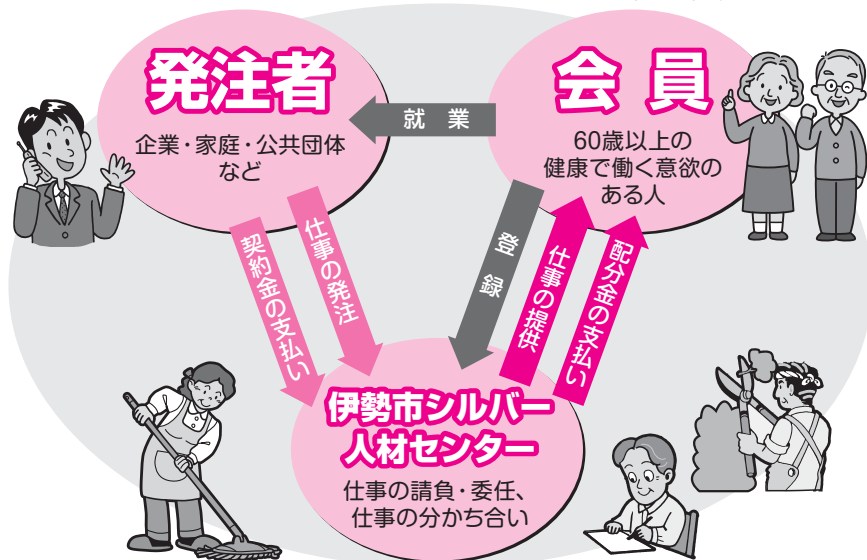 発注者
企業・家庭・公共団体
など
就業
会員
60歳以上の
健康で働く意欲の
ある人
契約金の支払い
仕事の発注
登録
仕事の提供
配分金の支払い
伊勢市シルバー
人材センター
仕事の請負・委任、
仕事の分かち合い